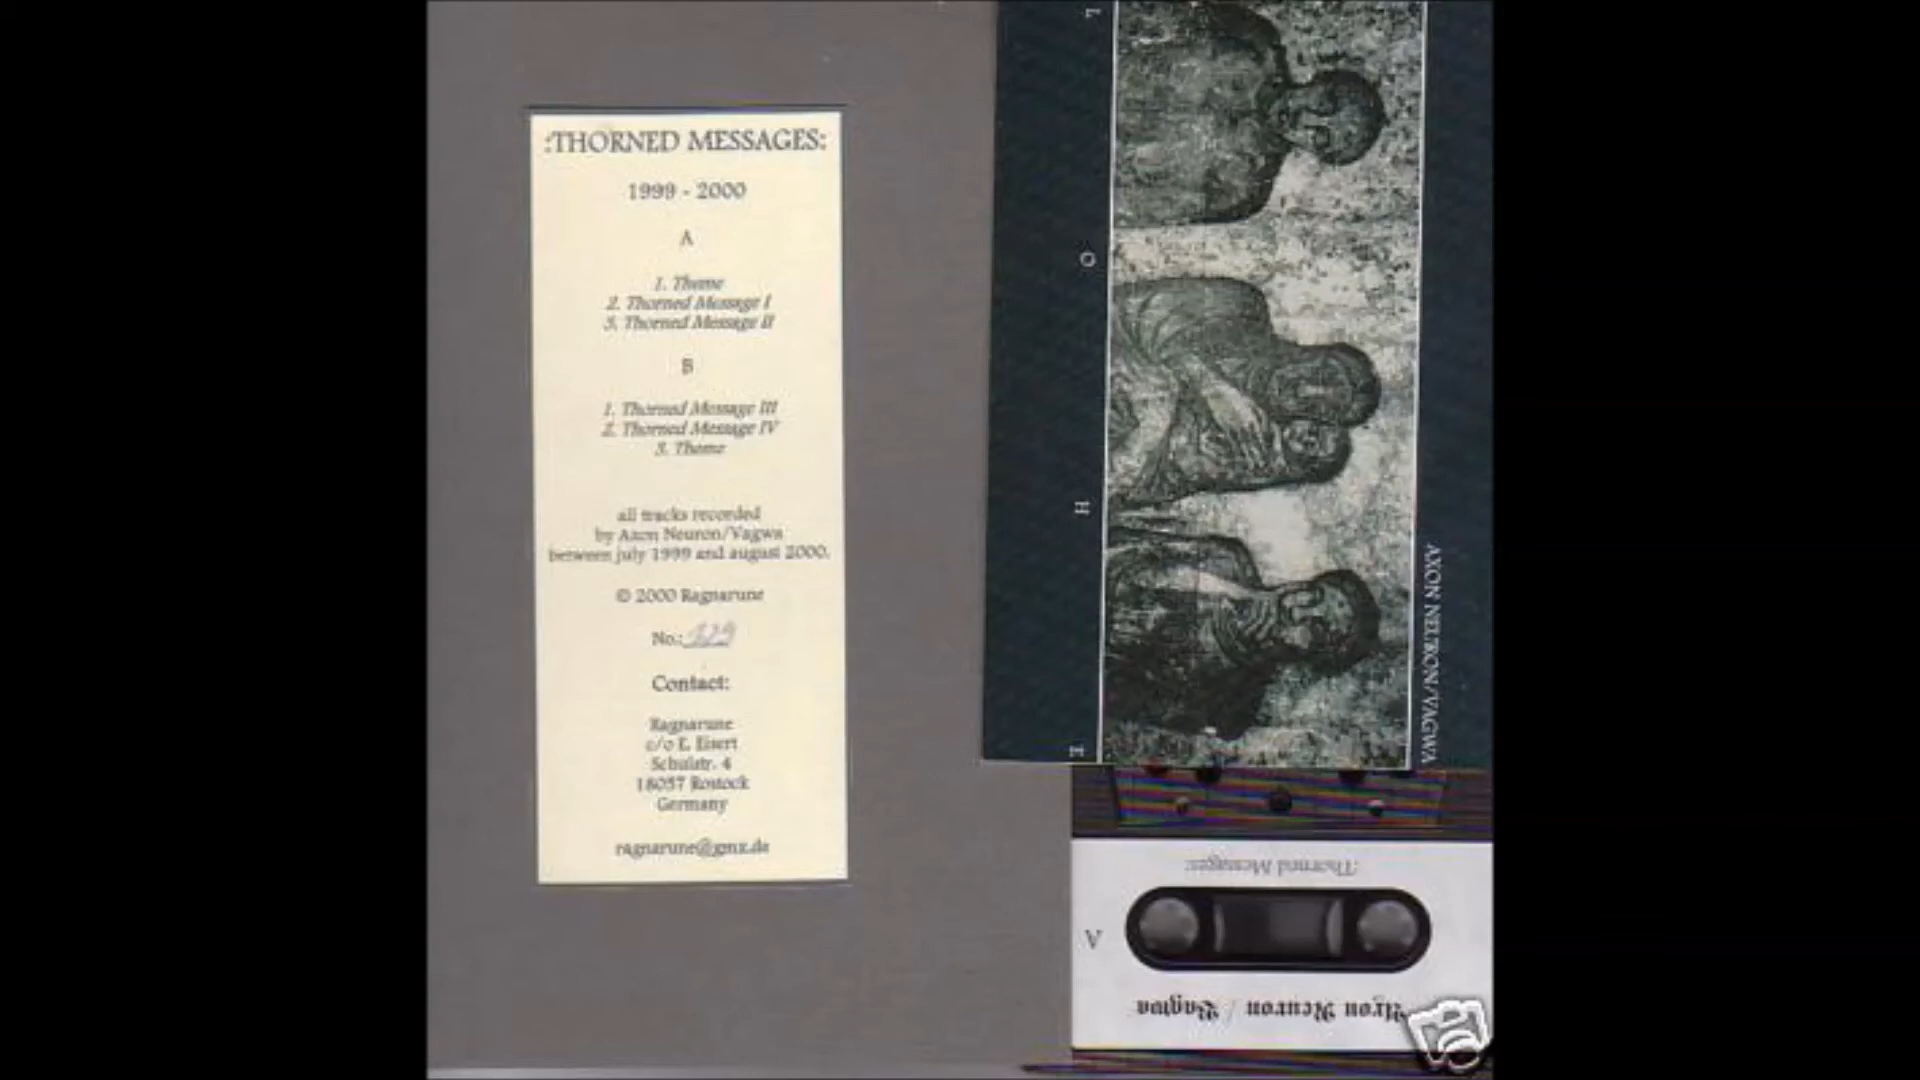 :THORNED MESSAGES:
1999 - 2000
A
1. Theme
2. Thorned Message I
3. Thorned Message II
B
1. Thorned Message III
2. Thorned Message IV
3. Theme
all tracks recorded
by Axon Neuron/Vagwa
between july 1999 and august 2000.
© 2000 Ragnarune
No.: 129
Contact:
Ragnarune
c/o E. Eisert
Schulstr. 4
18057 Rostock
Germany
ragnarune@gmx.de
L
O
H
I
AXON NEURON/VAGWA
:Thorned Messages:
A
Axon Neuron / Vagwa